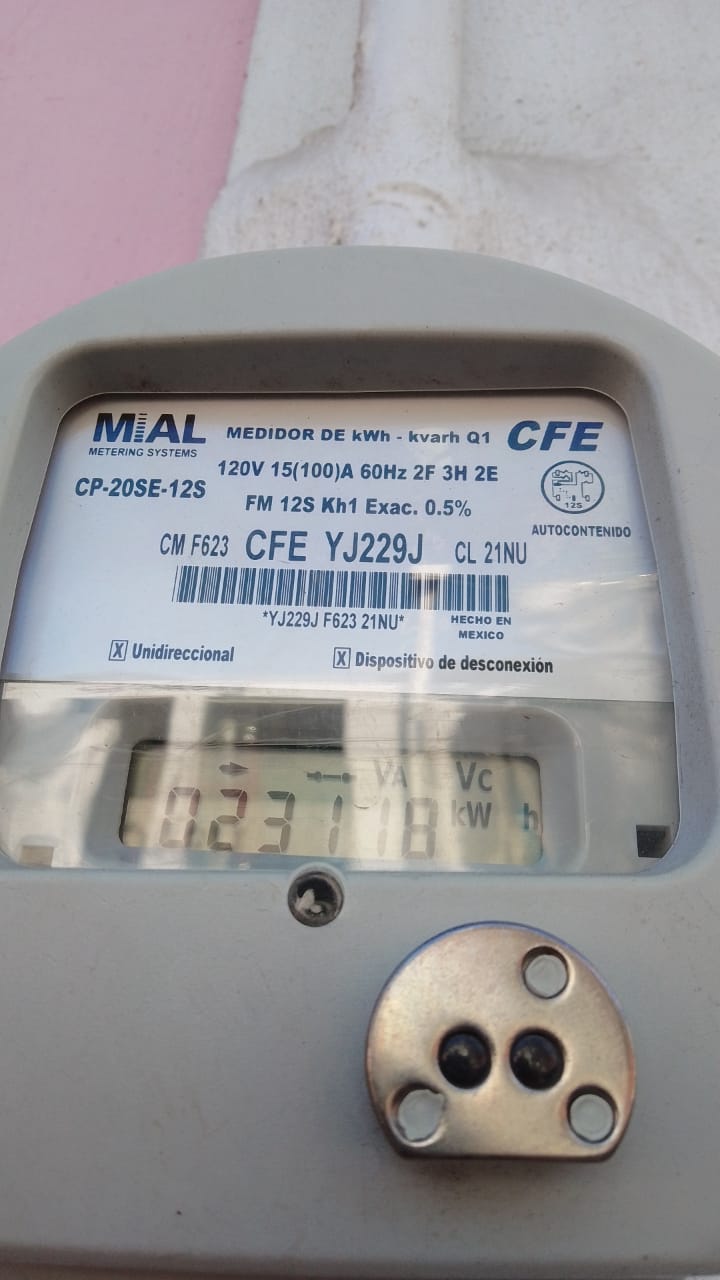 MIAL
METERING SYSTEMS
MEDIDOR DE kWh - kvarh Q1
CFE
120V 15(100)A 60Hz 2F 3H 2E
CP-20SE-12S
FM 12S Kh1 Exac. 0.5%
12S
AUTOCONTENIDO
CM F623 CFE YJ229J CL 21NU
*YJ229J F623 21NU*
HECHO EN
MEXICO
X Unidireccional
X Dispositivo de desconexión
VA Vc
023118 kW h